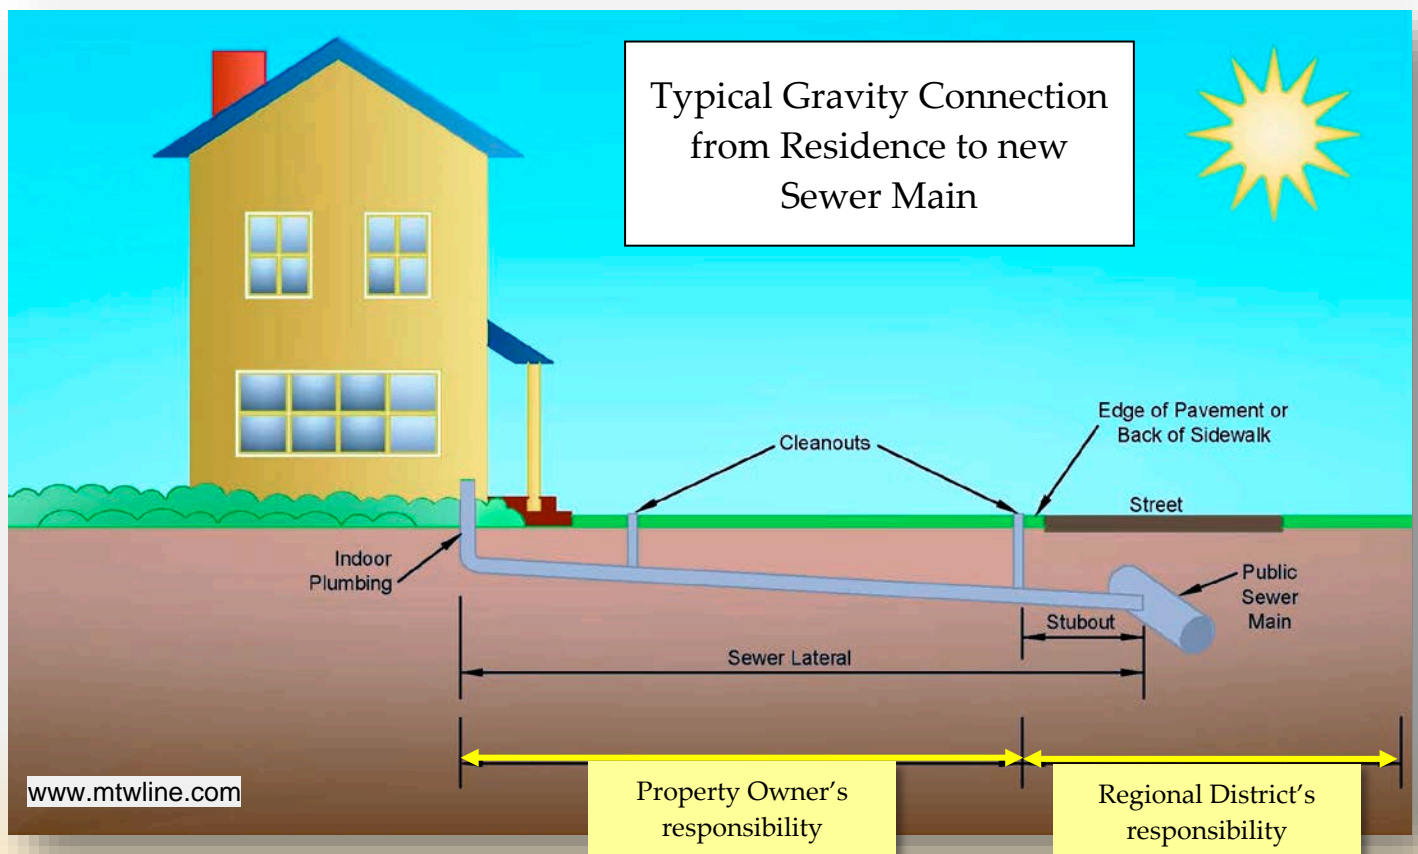 Typical Gravity Connection
from Residence to new
Sewer Main
Cleanouts
Edge of Pavement or
Back of Sidewalk
Street
Indoor
Plumbing
Public
Sewer
Main
Stubout
Sewer Lateral
www.mtwline.com
Property Owner’s
responsibility
Regional District’s
responsibility